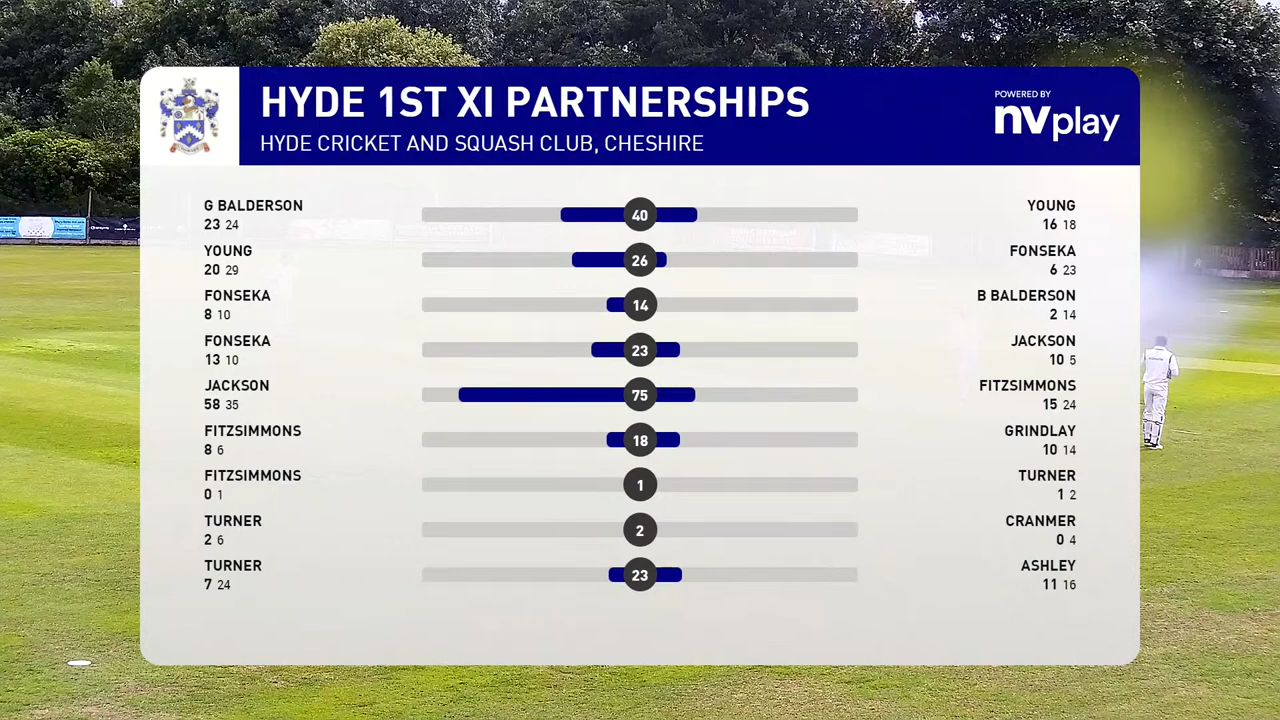 HYDE 1ST XI PARTNERSHIPS
HYDE CRICKET AND SQUASH CLUB, CHESHIRE
POWERED BY
nvplay
G BALDERSON
23 24
40
YOUNG
16 18
YOUNG
20 29
26
FONSEKA
6 23
FONSEKA
8 10
14
B BALDERSON
2 14
FONSEKA
13 10
23
JACKSON
10 5
JACKSON
58 35
75
FITZSIMMONS
15 24
FITZSIMMONS
8 6
18
GRINDLAY
10 14
FITZSIMMONS
0 1
1
TURNER
1 2
TURNER
2 6
2
CRANMER
0 4
TURNER
7 24
23
ASHLEY
11 16